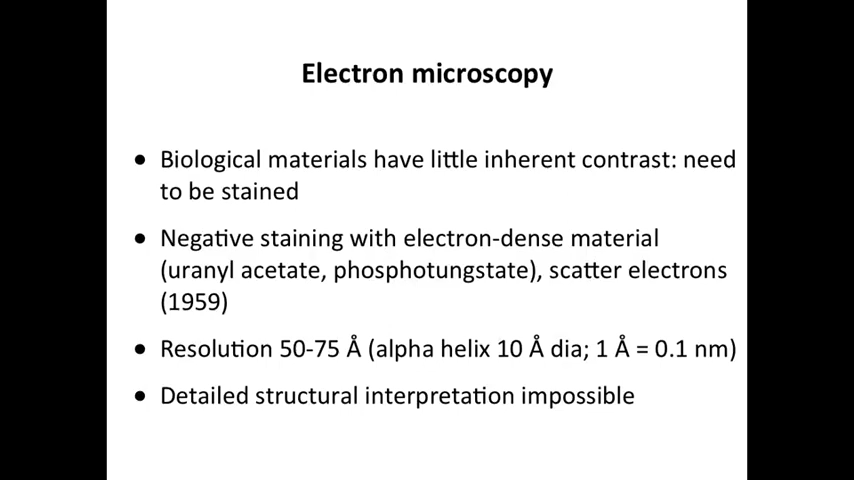 Electron microscopy
● Biological materials have little inherent contrast: need
to be stained
● Negative staining with electron-dense material
(uranyl acetate, phosphotungstate), scatter electrons
(1959)
● Resolution 50-75 Å (alpha helix 10 Å dia; 1 Å = 0.1 nm)
● Detailed structural interpretation impossible